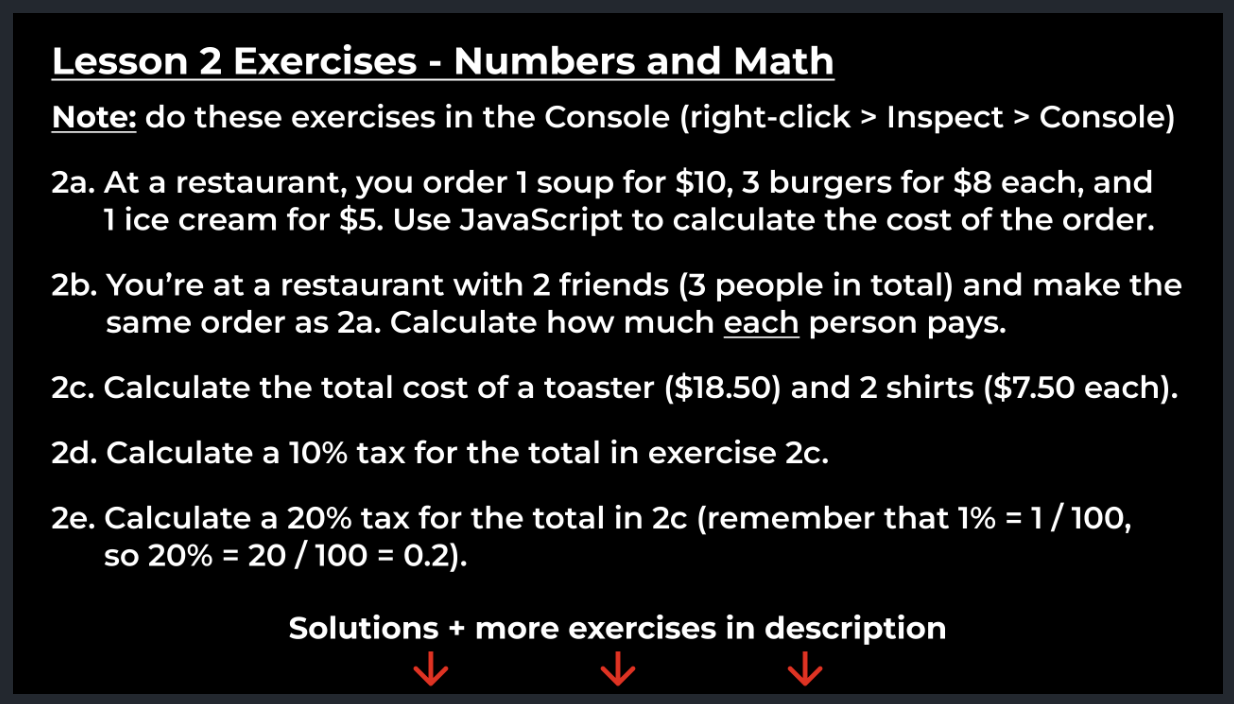 Lesson 2 Exercises - Numbers and Math
Note: do these exercises in the Console (right-click > Inspect > Console)
2a. At a restaurant, you order 1 soup for $10, 3 burgers for $8 each, and
1 ice cream for $5. Use JavaScript to calculate the cost of the order.
2b. You’re at a restaurant with 2 friends (3 people in total) and make the
same order as 2a. Calculate how much each person pays.
2c. Calculate the total cost of a toaster ($18.50) and 2 shirts ($7.50 each).
2d. Calculate a 10% tax for the total in exercise 2c.
2e. Calculate a 20% tax for the total in 2c (remember that 1% = 1 / 100,
so 20% = 20 / 100 = 0.2).
Solutions + more exercises in description